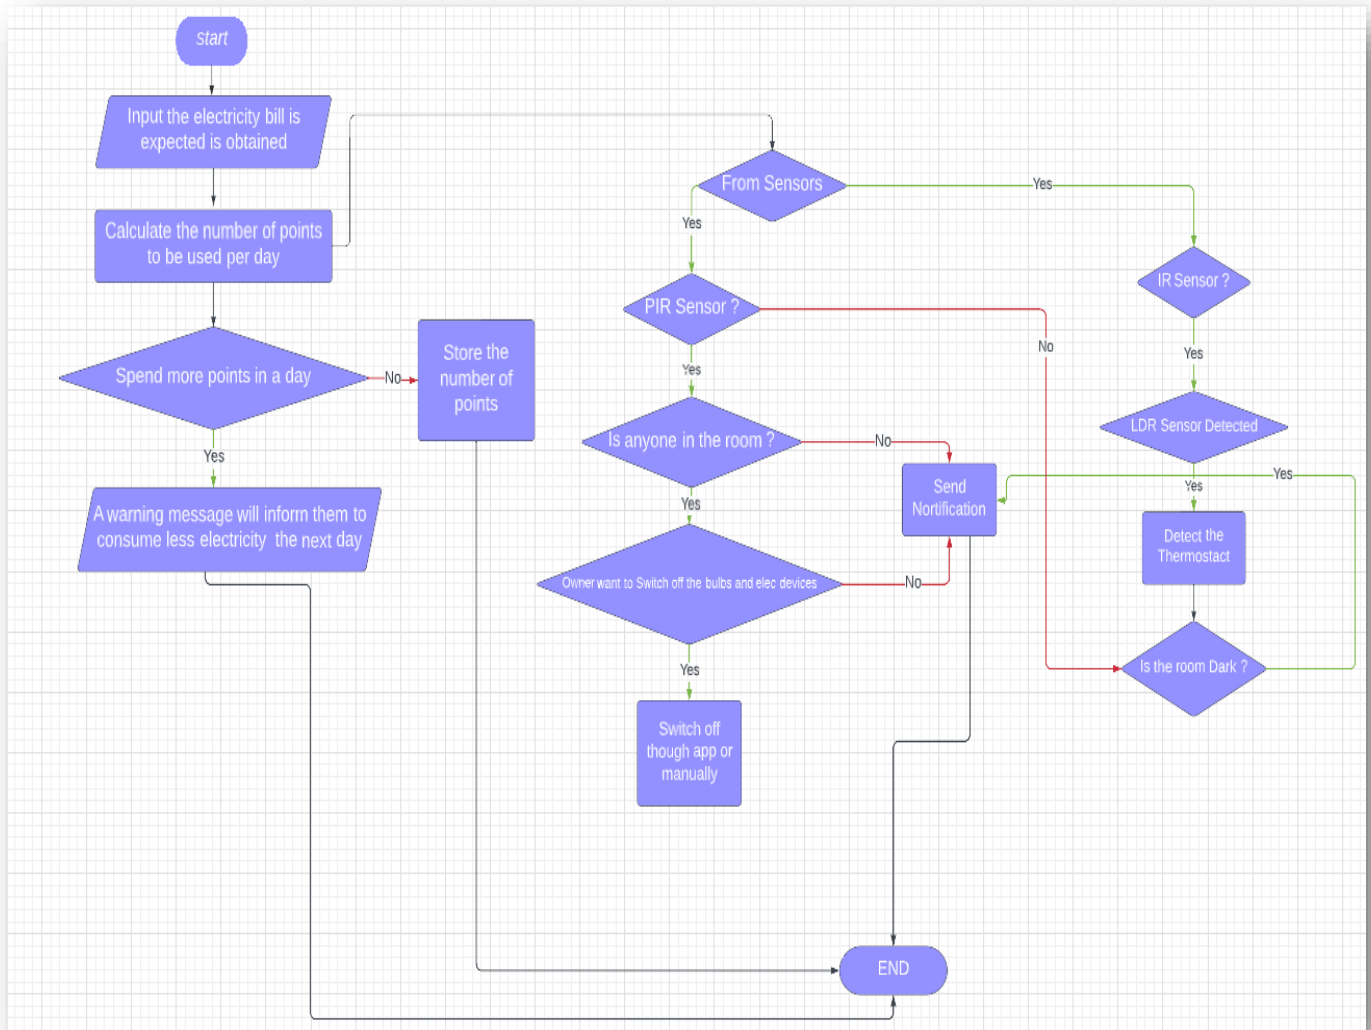 start
Input the electricity bill is
expected is obtained
Calculate the number of points
to be used per day
Spend more points in a day
No
Store the
number of
points
Yes
A warning message will inform them to
consume less electricity the next day
From Sensors
Yes
Yes
PIR Sensor ?
No
Yes
Is anyone in the room ?
No
Yes
Owner want to Switch off the bulbs and elec devices
No
Yes
Switch off
though app or
manually
Send
Nortification
IR Sensor ?
Yes
LDR Sensor Detected
Yes
Yes
Detect the
Thermostact
Is the room Dark ?
END